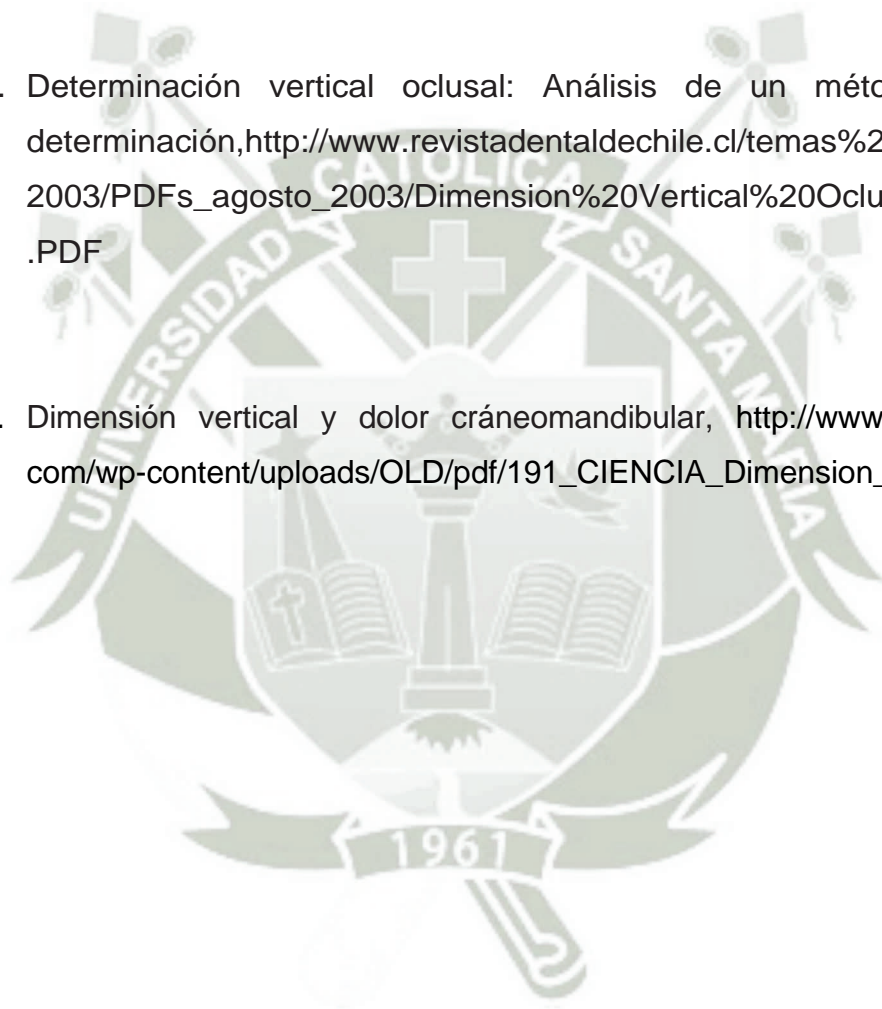 . Determinación vertical oclusal: Análisis de un méto
determinación,http://www.revistadentaldechile.cl/temas%2
2003/PDFs_agosto_2003/Dimension%20Vertical%20Oclu
.PDF
. Dimensión vertical y dolor cráneomandibular, http://www
com/wp-content/uploads/OLD/pdf/191_CIENCIA_Dimension_
UNIVERSIDAD CATOLICA SANTA MARIA
1961